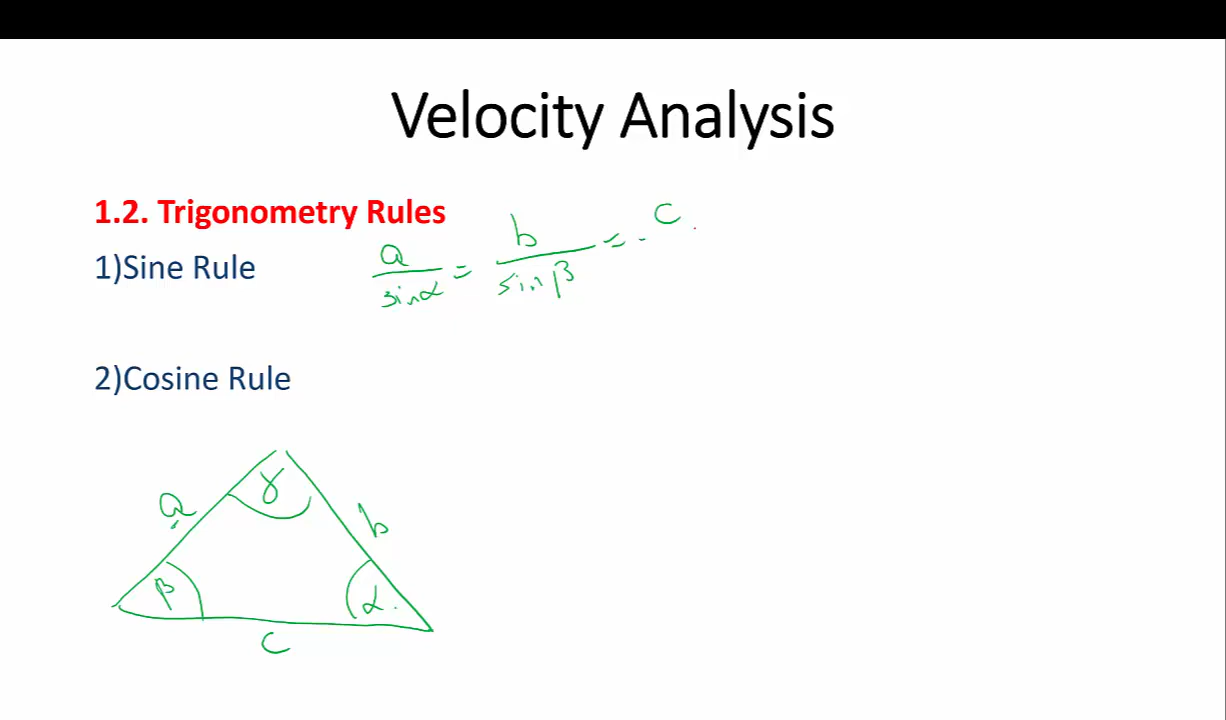 Velocity Analysis
1.2. Trigonometry Rules
1)Sine Rule
a/sinα = b/sinβ = c
2)Cosine Rule
γ
a
b
β
α
c